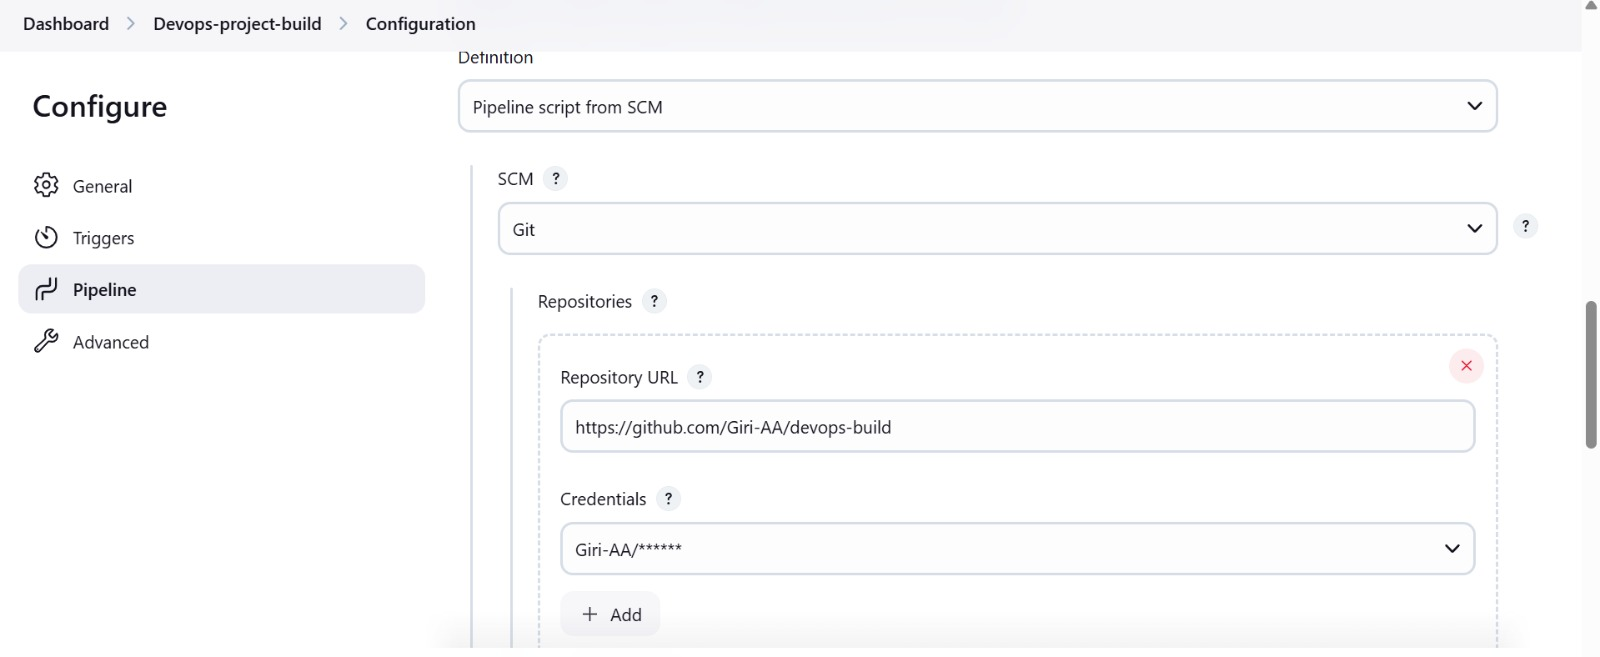 Dashboard > Devops-project-build > Configuration
Configure
General
Triggers
Pipeline
Advanced
Definition
Pipeline script from SCM
SCM ?
Git
?
Repositories ?
Repository URL ?
https://github.com/Giri-AA/devops-build
Credentials ?
Giri-AA/******
+ Add